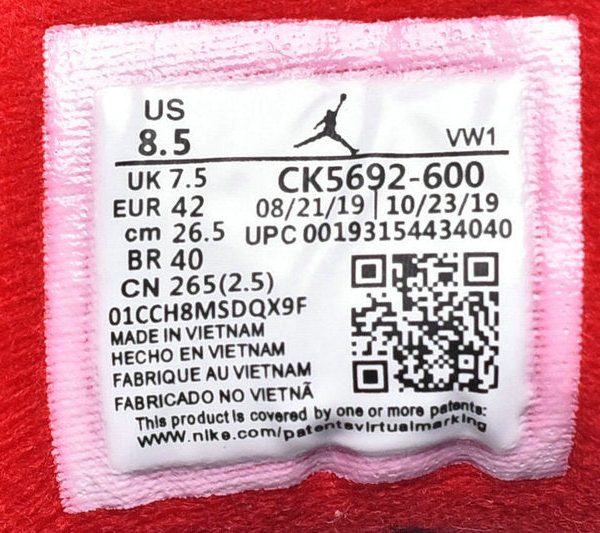 US
8.5
VW1
UK 7.5
CK5692-600
EUR 42
08/21/19 | 10/23/19
cm 26.5
UPC 00193154434040
BR 40
CN 265(2.5)
01CCH8MSDQX9F
MADE IN VIETNAM
HECHO EN VIETNAM
FABRIQUE AU VIETNAM
FABRICADO NO VIETNÃ
This product is covered by one or more patents:
www.nike.com/patentsvirtualmarking